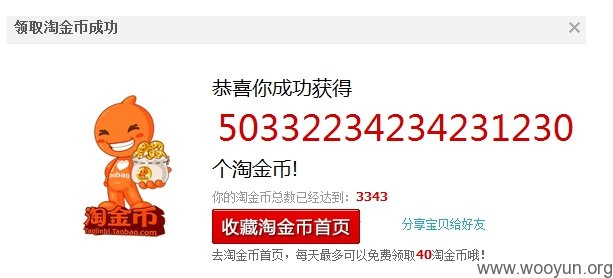 领取淘金币成功
恭喜你成功获得
50332234234231230
个淘金币!
你的淘金币总数已经达到：3343
taobao
淘金币
Taojinbi.Taobao.com
收藏淘金币首页
分享宝贝给好友
去淘金币首页，每天最多可以免费领取40淘金币哦！
www.wooyun.org